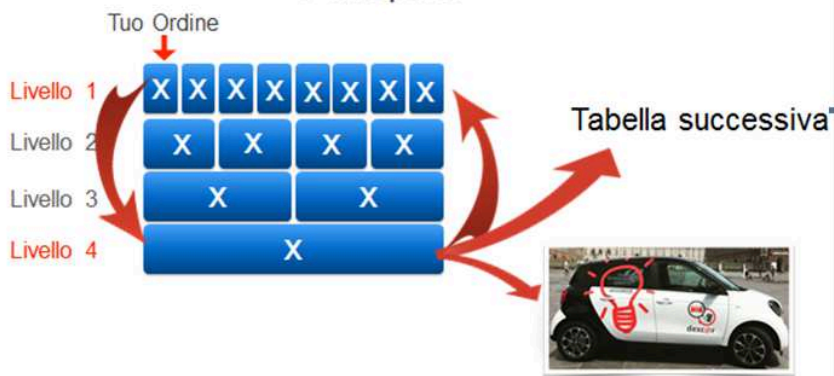 Tuo Ordine
Livello 1
X X X X X X X X
Livello 2
X X X X
Livello 3
X X
Livello 4
X
Tabella successiva"